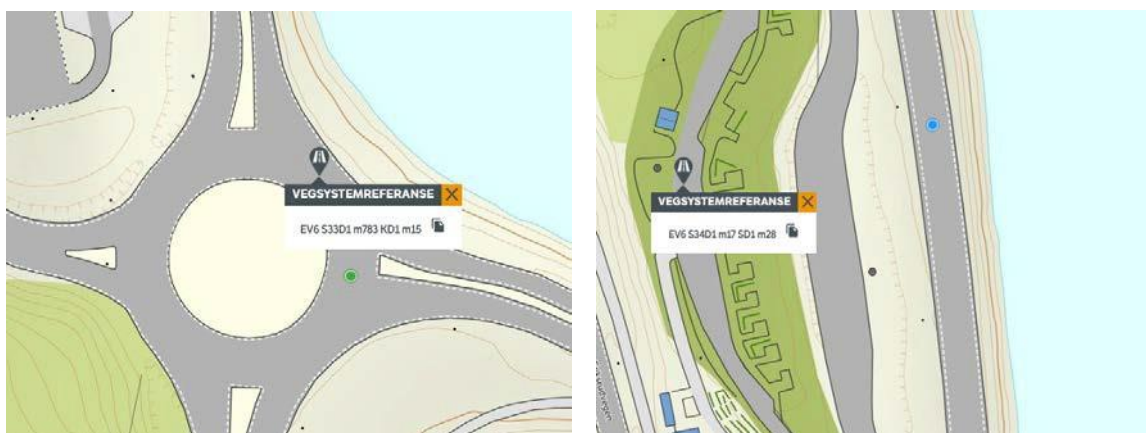 VEGSYSTEMREFERANSE
EV6 S33D1 m783 KD1 m15
VEGSYSTEMREFERANSE
EV6 S34D1 m17 SD1 m28